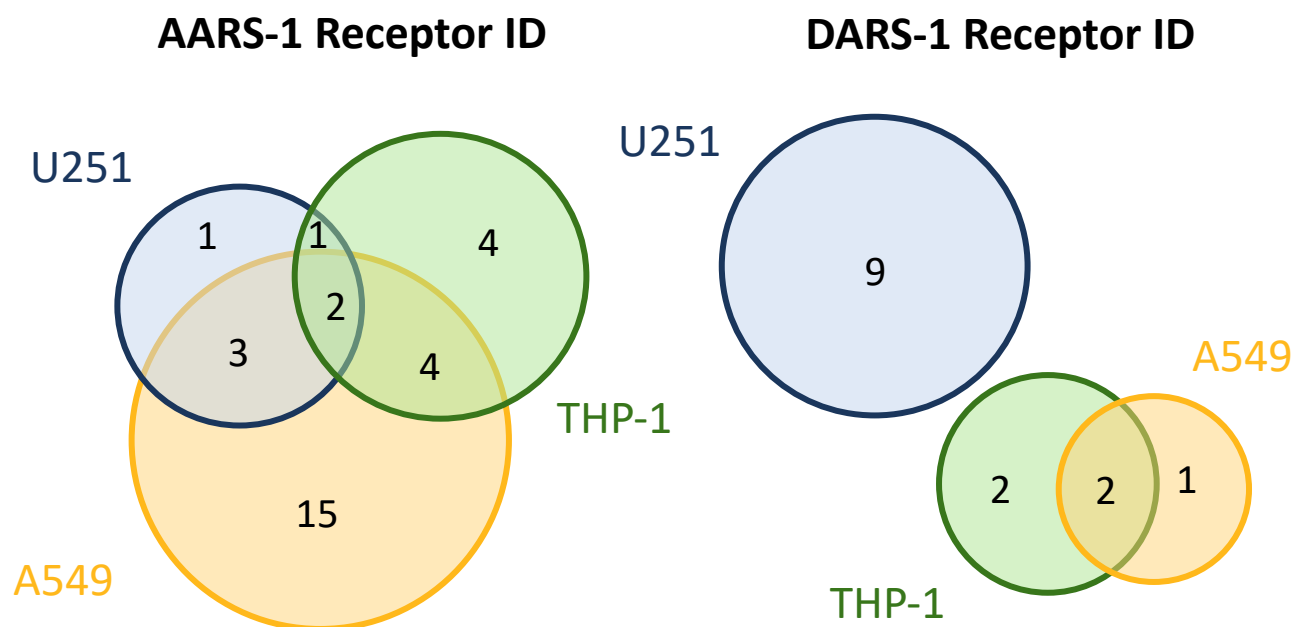 AARS-1 Receptor ID
U251
1
1
4
2
3
4
THP-1
15
A549
DARS-1 Receptor ID
U251
9
A549
2
2
1
THP-1